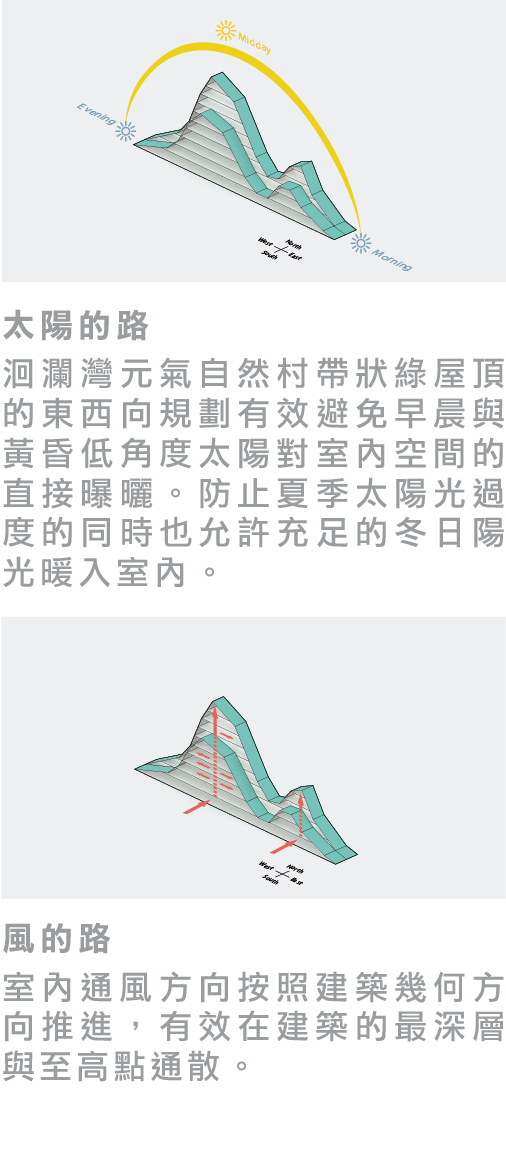 Midday
Evening
Morning
North
West
East
South
太陽的路
洄瀾灣元氣自然村帶狀綠屋頂
的東西向規劃有效避免早晨與
黃昏低角度太陽對室內空間的
直接曝曬。防止夏季太陽光過
度的同時也允許充足的冬日陽
光暖入室內。
North
West
East
South
風的路
室內通風方向按照建築幾何方
向推進，有效在建築的最深層
與至高點通散。